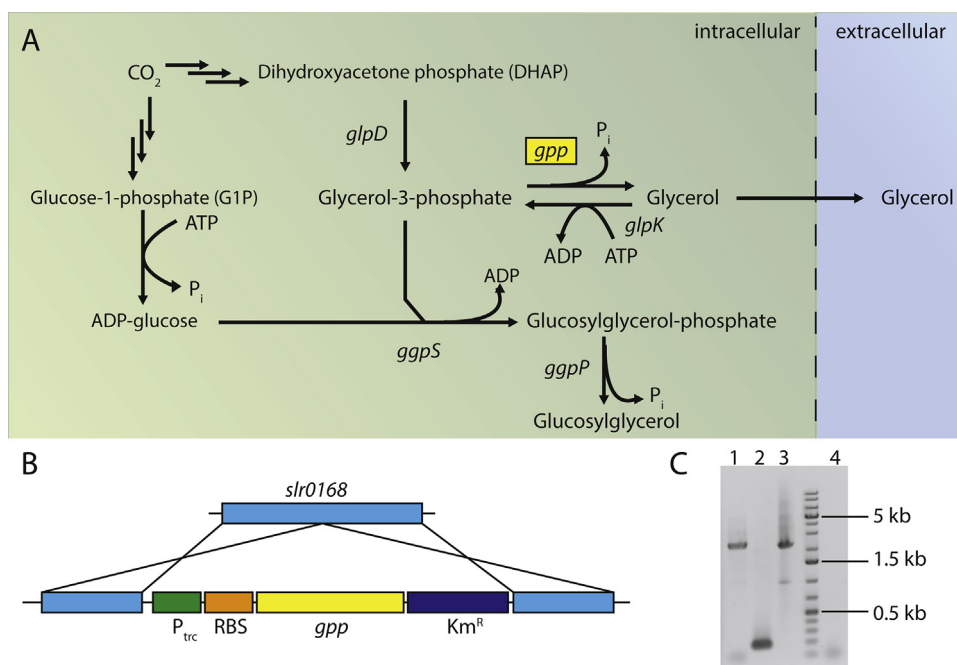 A
intracellular
extracellular
CO2
Dihydroxyacetone phosphate (DHAP)
glpD
gpp
Pi
Glucose-1-phosphate (G1P)
Glycerol-3-phosphate
Glycerol
Glycerol
ATP
glpK
ADP
ATP
Pi
ADP
ADP-glucose
Glucosylglycerol-phosphate
ggpS
ggpP
Pi
Glucosylglycerol
B
slr0168
Ptrc
RBS
gpp
KmR
C
1 2 3 4
5 kb
1.5 kb
0.5 kb